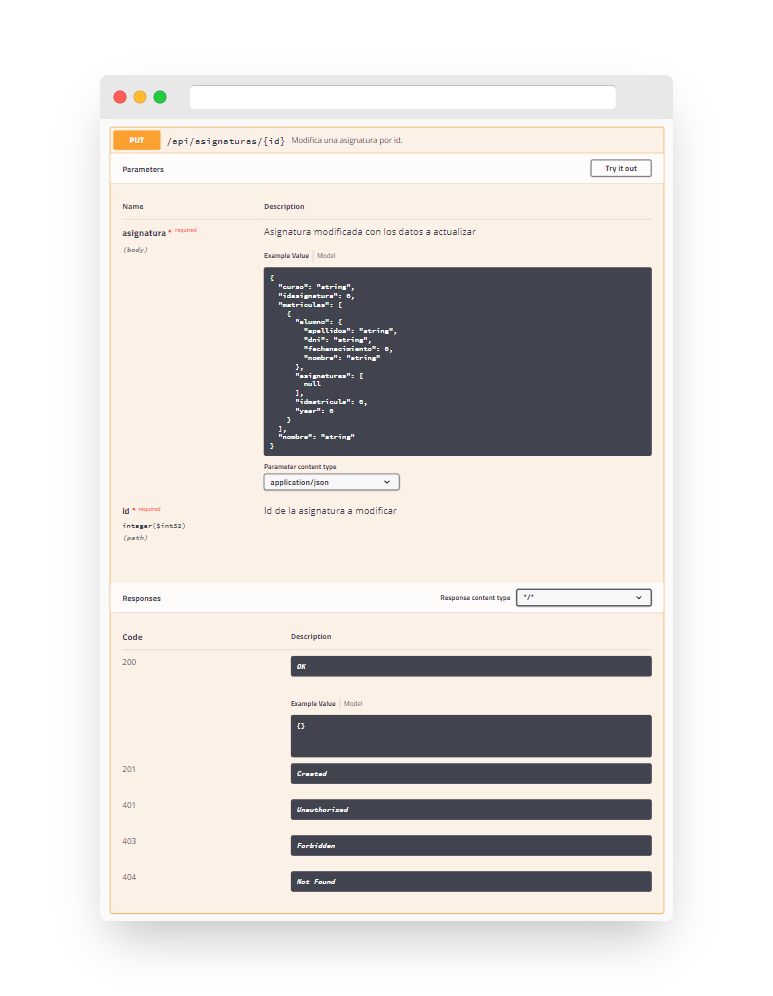 PUT /api/asignaturas/{id} Modifica una asignatura por id.
Parameters Try it out
Name Description
asignatura * required Asignatura modificada con los datos a actualizar
(body)
Example Value Model
{
"curso": "string",
"idasignatura": 0,
"matriculas": [
{
"alumno": {
"apellidos": "string",
"dni": "string",
"fechanacimiento": 0,
"nombre": "string"
},
"asignaturas": [
null
],
"idmatricula": 0,
"year": 0
}
],
"nombre": "string"
}
Parameter content type
application/json
id * required Id de la asignatura a modificar
integer($int32)
(path)
Responses Response content type */*
Code Description
200 OK
Example Value Model
{}
201 Created
401 Unauthorized
403 Forbidden
404 Not Found